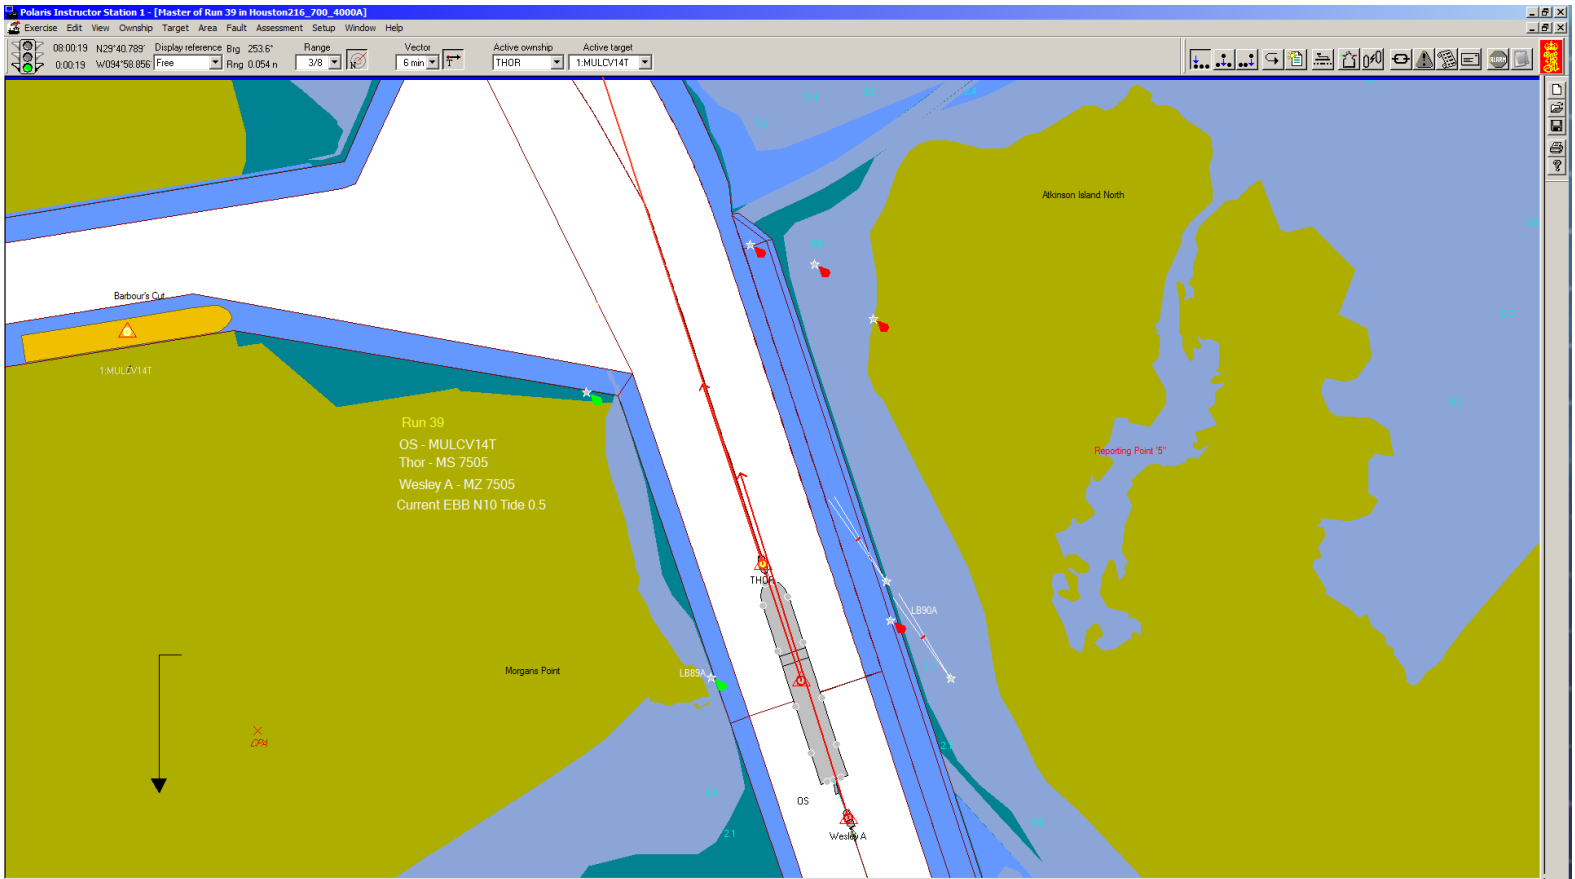 Polaris Instructor Station 1 - [Master of Run 39 in Houston216_700_4000A]
Exercise Edit View Ownship Target Area Fault Assessment Setup Window Help
08:00:19 N29°40.789' Display reference Brg 253.6° Range Vector Active ownship Active target
0:00:19 W094°58.856' Free Rng 0.054 n 3/8 6 min THOR 1:MULCV14T
Atkinson Island North
Barbour's Cut
1:MULCV14T
Run 39
OS - MULCV14T
Thor - MS 7505
Wesley A - MZ 7505
Current EBB N10 Tide 0.5
Reporting Point "5"
THOR
LB90A
Morgans Point
LB89A
CPA
OS
Wesley A
2.1
ALARM